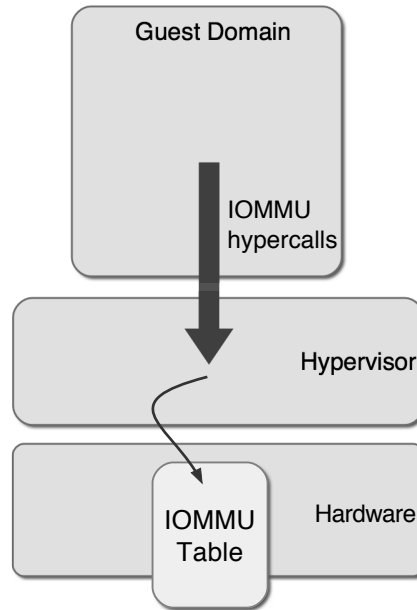 Guest Domain
IOMMU
hypercalls
Hypervisor
Hardware
IOMMU
Table